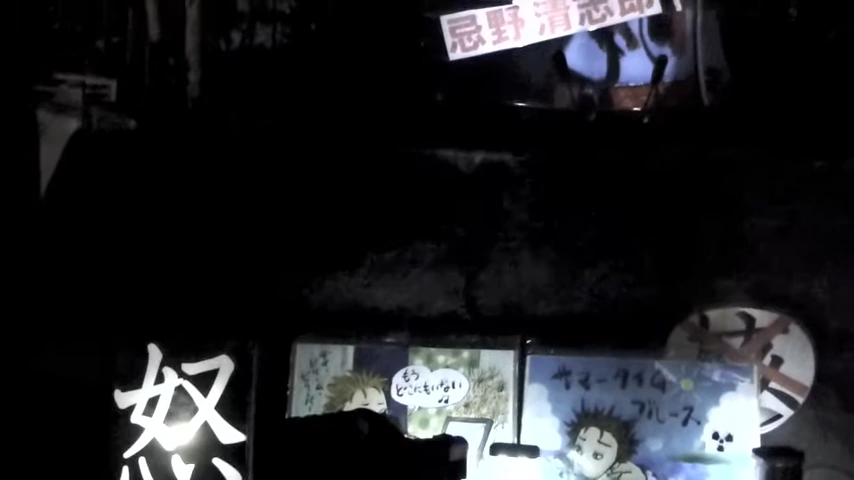 忌野清志郎
怒
もう
どこにもいない
サマータイム
ブルース